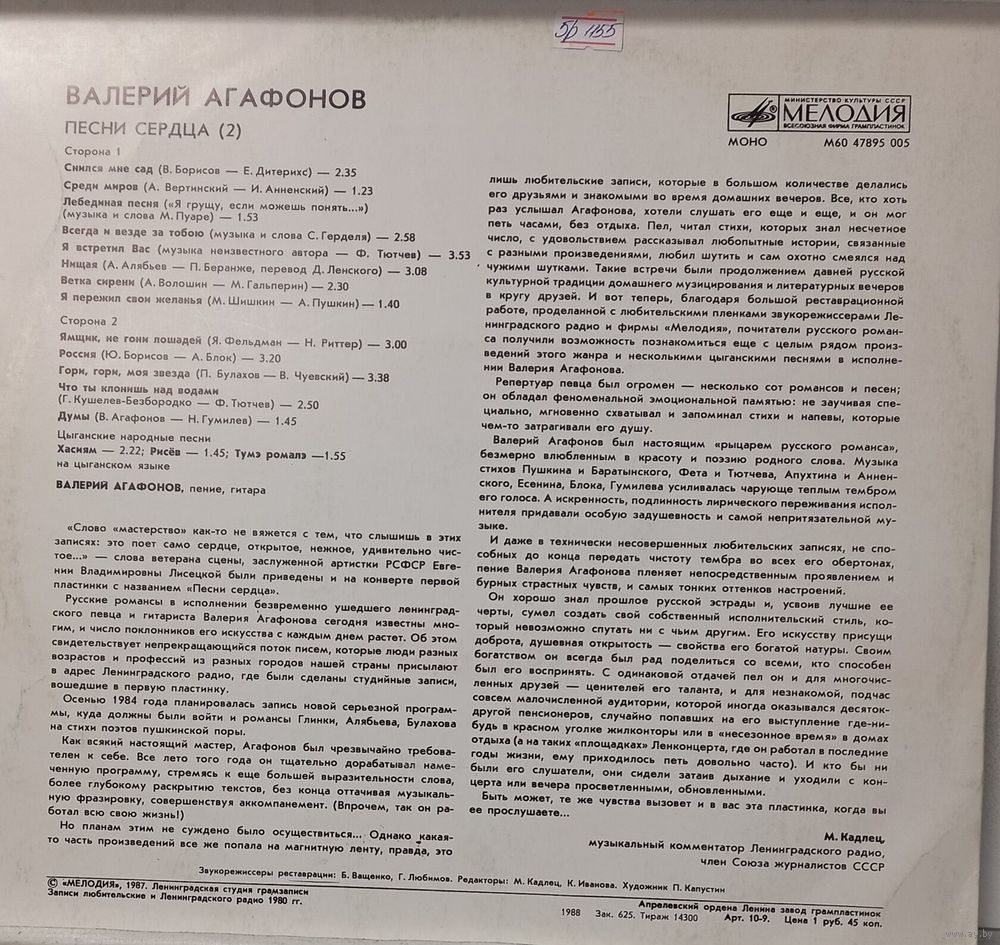 5р 1155
ВАЛЕРИЙ АГАФОНОВ
ПЕСНИ СЕРДЦА (2)
МИНИСТЕРСТВО КУЛЬТУРЫ СССР
МЕЛОДИЯ
ВСЕСОЮЗНАЯ ФИРМА ГРАМПЛАСТИНОК
МОНО М60 47895 005
Сторона 1
Снился мне сад (В. Борисов — Е. Дитерихс) — 2.35
Среди миров (А. Вертинский — И. Анненский) — 1.23
Лебединая песня («Я грущу, если можешь понять...»)
(музыка и слова М. Пуаре) — 1.53
Всегда и везде за тобою (музыка и слова С. Герделя) — 2.58
Я встретил Вас (музыка неизвестного автора — Ф. Тютчев) — 3.53
Нищая (А. Алябьев — П. Беранже, перевод Д. Ленского) — 3.08
Ветка сирени (А. Волошин — М. Гальперин) — 2.30
Я пережил свои желанья (М. Шишкин — А. Пушкин) — 1.40
Сторона 2
Ямщик, не гони лошадей (Я. Фельдман — Н. Риттер) — 3.00
Россия (Ю. Борисов — А. Блок) — 3.20
Гори, гори, моя звезда (П. Булахов — В. Чуевский) — 3.38
Что ты клонишь над водами
(Г. Кушелев-Безбородко — Ф. Тютчев) — 2.50
Думы (В. Агафонов — Н. Гумилев) — 1.45
Цыганские народные песни
Хасиям — 2.22; Рисёв — 1.45; Тумэ ромалэ —1.55
на цыганском языке
ВАЛЕРИЙ АГАФОНОВ, пение, гитара
«Слово «мастерство» как-то не вяжется с тем, что слышишь в этих
записях: это поет само сердце, открытое, нежное, удивительно чис-
тое...» — слова ветерана сцены, заслуженной артистки РСФСР Евге-
нии Владимировны Лисецкой были приведены и на конверте первой
пластинки с названием «Песни сердца».
Русские романсы в исполнении безвременно ушедшего ленинград-
ского певца и гитариста Валерия Агафонова сегодня известны мно-
гим, и число поклонников его искусства с каждым днем растет. Об этом
свидетельствует непрекращающийся поток писем, которые люди разных
возрастов и профессий из разных городов нашей страны присылают
в адрес Ленинградского радио, где были сделаны студийные записи,
вошедшие в первую пластинку.
Осенью 1984 года планировалась запись новой серьезной програм-
мы, куда должны были войти и романсы Глинки, Алябьева, Булахова
на стихи поэтов пушкинской поры.
Как всякий настоящий мастер, Агафонов был чрезвычайно требова-
телен к себе. Все лето того года он тщательно дорабатывал наме-
ченную программу, стремясь к еще большей выразительности слова,
более глубокому раскрытию текстов, без конца оттачивая музыкаль-
ную фразировку, совершенствуя аккомпанемент. (Впрочем, так он ра-
ботал всю свою жизнь!)
Но планам этим не суждено было осуществиться... Однако какая-
то часть произведений все же попала на магнитную ленту, правда, это
лишь любительские записи, которые в большом количестве делались
его друзьями и знакомыми во время домашних вечеров. Все, кто хоть
раз услышал Агафонова, хотели слушать его еще и еще, и он мог
петь часами, без отдыха. Пел, читал стихи, которых знал несчетное
число, с удовольствием рассказывал любопытные истории, связанные
с разными произведениями, любил шутить и сам охотно смеялся над
чужими шутками. Такие встречи были продолжением давней русской
культурной традиции домашнего музицирования и литературных вечеров
в кругу друзей. И вот теперь, благодаря большой реставрационной
работе, проделанной с любительскими пленками звукорежиссерами Ле-
нинградского радио и фирмы «Мелодия», почитатели русского роман-
са получили возможность познакомиться еще с целым рядом произ-
ведений этого жанра и несколькими цыганскими песнями в исполне-
нии Валерия Агафонова.
Репертуар певца был огромен — несколько сот романсов и песен;
он обладал феноменальной эмоциональной памятью: не заучивая спе-
циально, мгновенно схватывал и запоминал стихи и напевы, которые
чем-то затрагивали его душу.
Валерий Агафонов был настоящим «рыцарем русского романса»,
безмерно влюбленным в красоту и поэзию родного слова. Музыка
стихов Пушкина и Баратынского, Фета и Тютчева, Апухтина и Аннен-
ского, Есенина, Блока, Гумилева усиливалась чарующе теплым тембром
его голоса. А искренность, подлинность лирического переживания испол-
нителя придавали особую задушевность и самой непритязательной му-
зыке.
И даже в технически несовершенных любительских записях, не спо-
собных до конца передать чистоту тембра во всех его обертонах,
пение Валерия Агафонова пленяет непосредственным проявлением и
бурных страстных чувств, и самых тонких оттенков настроений.
Он хорошо знал прошлое русской эстрады и, усвоив лучшие ее
черты, сумел создать свой собственный исполнительский стиль, ко-
торый невозможно спутать ни с чьим другим. Его искусству присущи
доброта, душевная открытость — свойства его богатой натуры. Своим
богатством он всегда был рад поделиться со всеми, кто способен
был его воспринять. С одинаковой отдачей пел он и для многочис-
ленных друзей — ценителей его таланта, и для незнакомой, подчас
совсем малочисленной аудитории, которой иногда оказывался десяток-
другой пенсионеров, случайно попавших на его выступление где-ни-
будь в красном уголке жилконторы или в «несезонное время» в домах
отдыха (а на таких «площадках» Ленконцерта, где он работал в последние
годы жизни, ему приходилось петь довольно часто). И кто бы ни
были его слушатели, они сидели затаив дыхание и уходили с кон-
церта или вечера просветленными, обновленными.
Быть может, те же чувства вызовет и в вас эта пластинка, когда вы
ее прослушаете...
М. Кадлец,
музыкальный комментатор Ленинградского радио,
член Союза журналистов СССР
Звукорежиссеры реставрации: Б. Ващенко, Г. Любимов. Редакторы: М. Кадлец, К. Иванова. Художник П. Капустин
© «МЕЛОДИЯ», 1987. Ленинградская студия грамзаписи
Записи любительские и Ленинградского радио 1980 гг.
Апрелевский ордена Ленина завод грампластинок
1988 Зак. 625. Тираж 14300 Арт. 10-9. Цена 1 руб. 45 коп.
www.ay.by